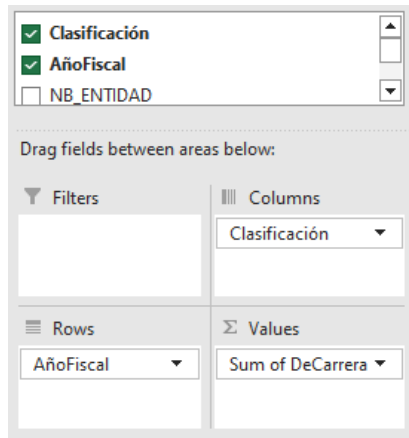 Clasificación
AñoFiscal
NB_ENTIDAD
Drag fields between areas below:
Filters
Columns
Clasificación
Rows
Σ Values
AñoFiscal
Sum of DeCarrera